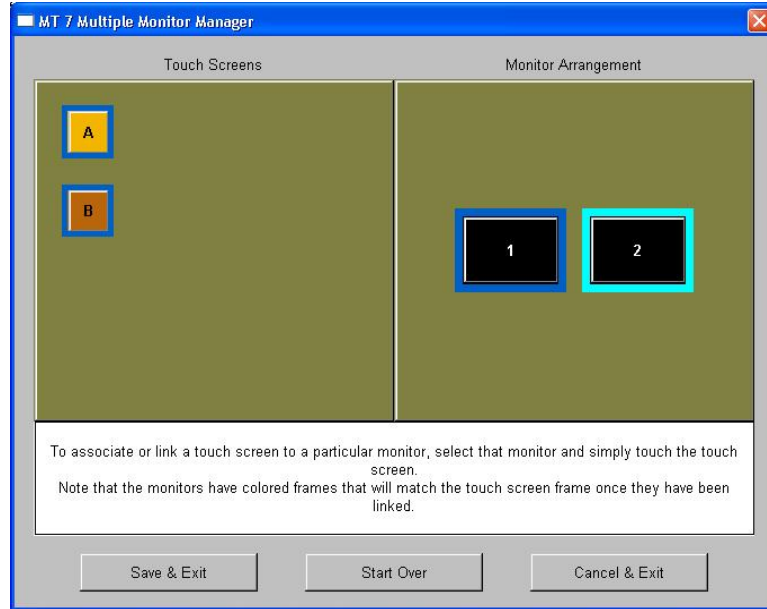 MT 7 Multiple Monitor Manager
Touch Screens
Monitor Arrangement
A
B
1
2
To associate or link a touch screen to a particular monitor, select that monitor and simply touch the touch
screen.
Note that the monitors have colored frames that will match the touch screen frame once they have been
linked.
Save & Exit
Start Over
Cancel & Exit